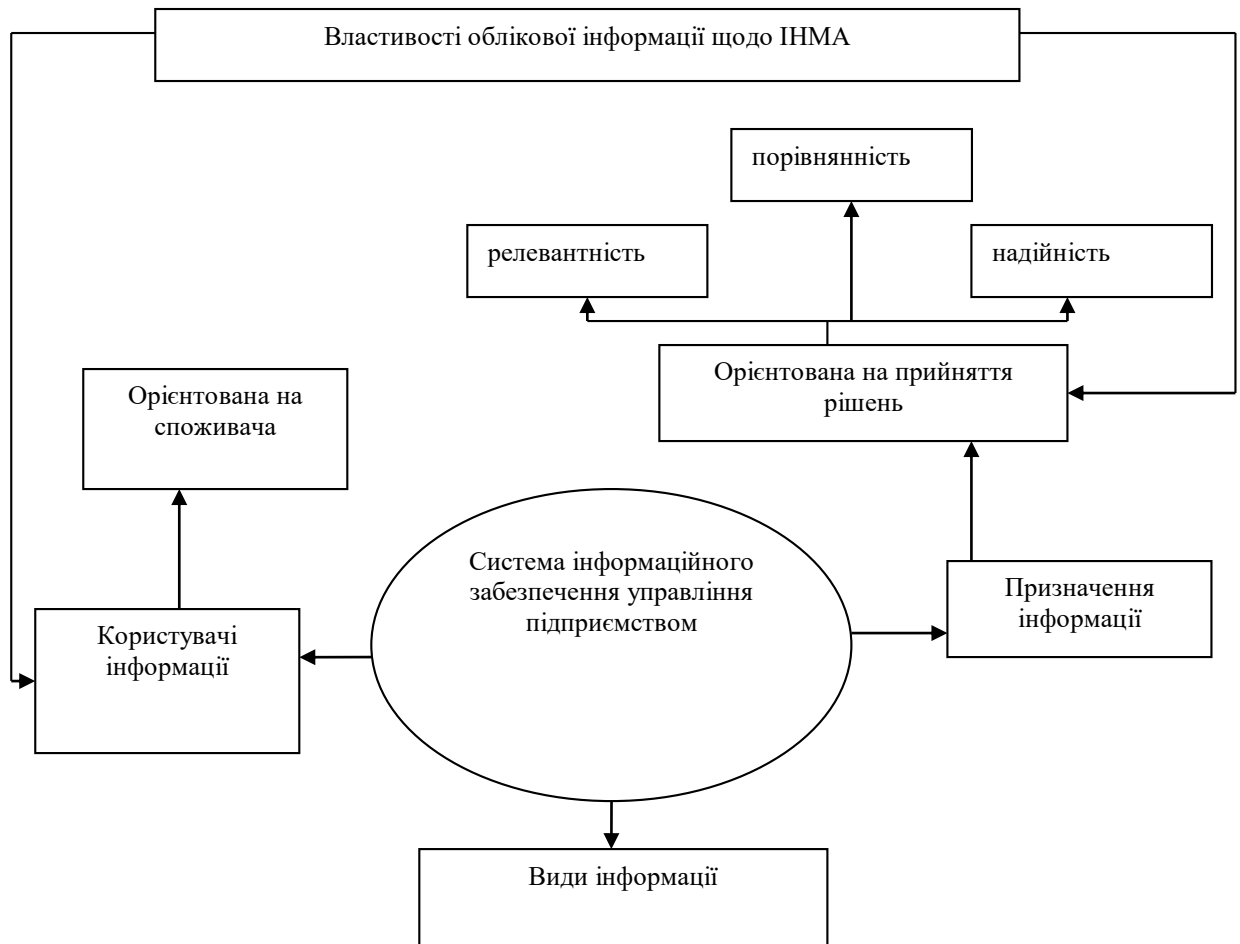 Властивості облікової інформації щодо ІНМА
порівнянність
релевантність
надійність
Орієнтована на прийняття
рішень
Орієнтована на
споживача
Система інформаційного
забезпечення управління
підприємством
Призначення
інформації
Користувачі
інформації
Види інформації